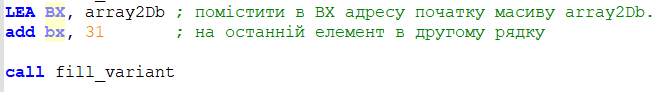 LEA BX, array2Db ; помістити в BX адресу початку масиву array2Db.
add bx, 31 ; на останній елемент в другому рядку
call fill_variant